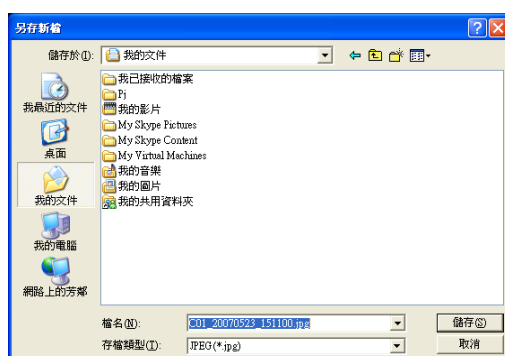 另存新檔
儲存於(I):
我的文件
我最近的文件
桌面
我的文件
我的電腦
網路上的芳鄰
我已接收的檔案
Pj
我的影片
My Skype Pictures
My Skype Content
My Virtual Machines
我的音樂
我的圖片
我的共用資料夾
檔名(N):
C01_20070523_151100.jpg
儲存(S)
存檔類型(T):
JPEG(*.jpg)
取消